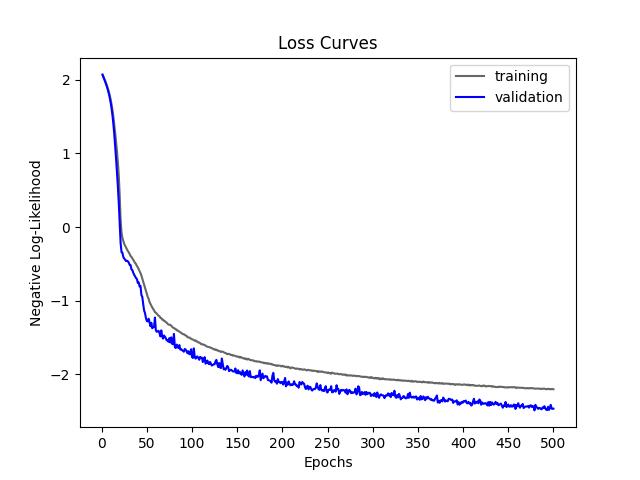 Loss Curves
training
validation
Negative Log-Likelihood
2
1
0
−1
−2
0 50 100 150 200 250 300 350 400 450 500
Epochs